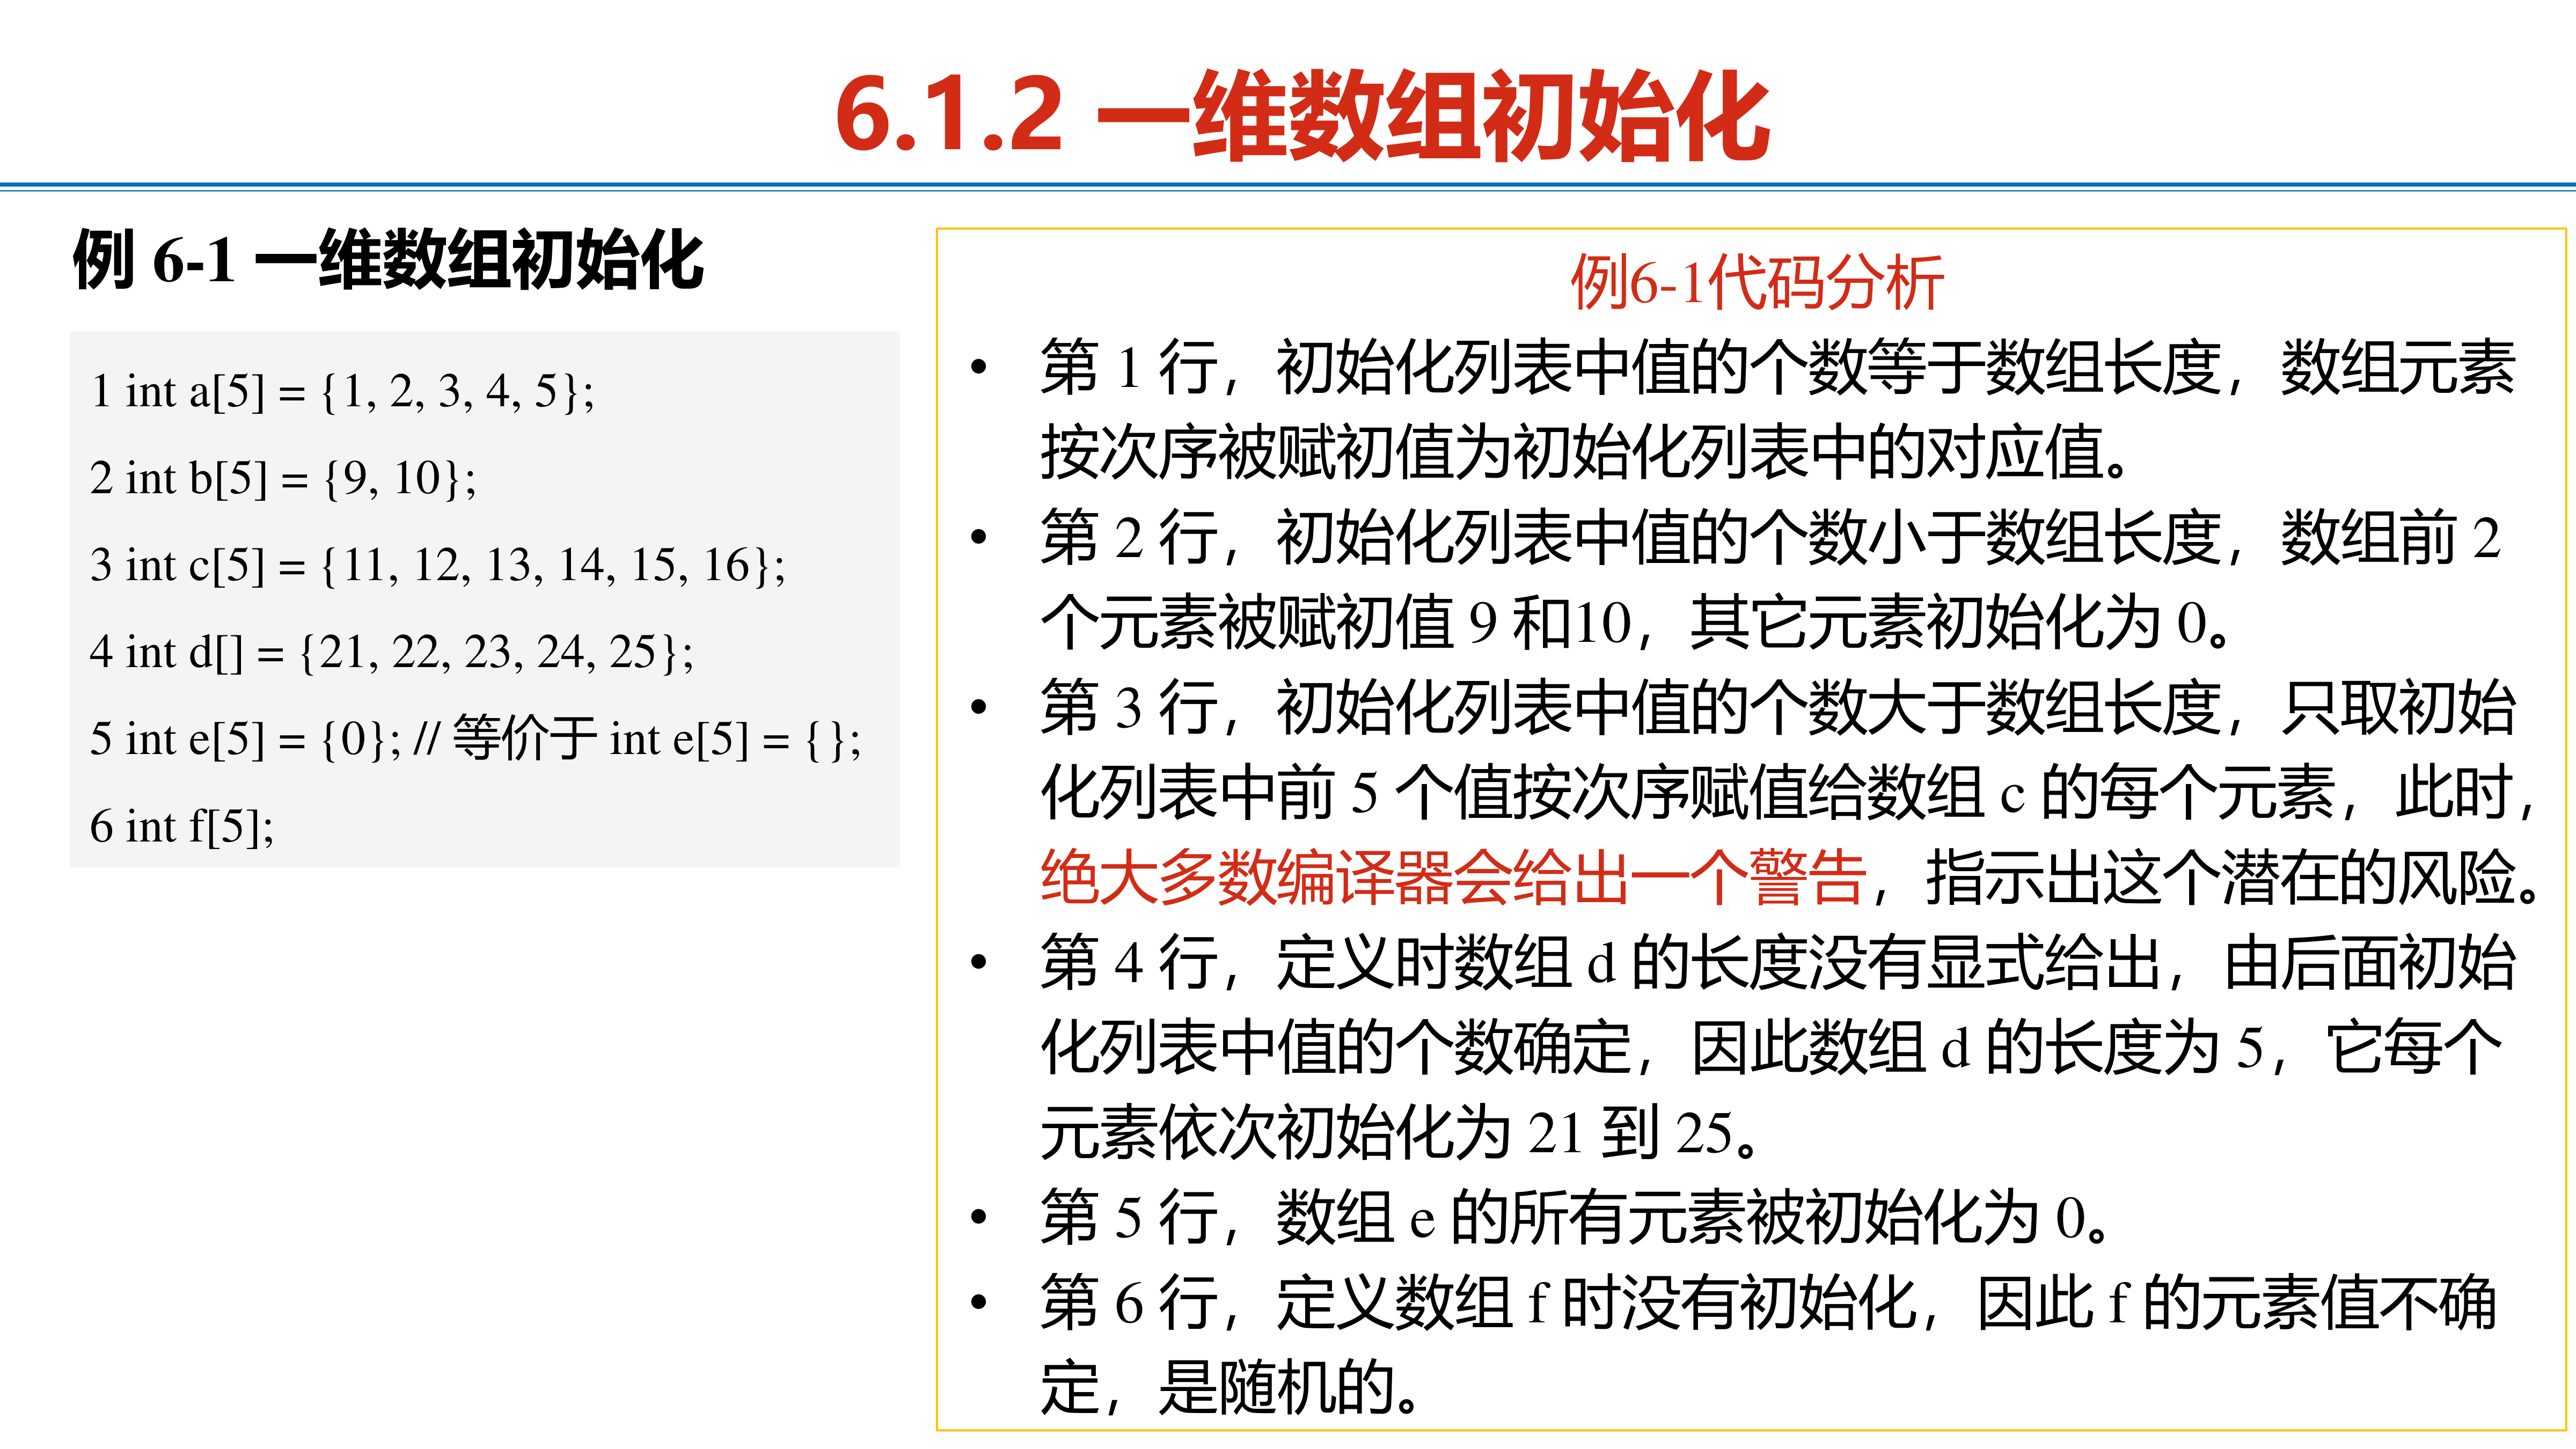 6.1.2 一维数组初始化
例 6-1 一维数组初始化
1 int a[5] = {1, 2, 3, 4, 5};
2 int b[5] = {9, 10};
3 int c[5] = {11, 12, 13, 14, 15, 16};
4 int d[] = {21, 22, 23, 24, 25};
5 int e[5] = {0}; // 等价于 int e[5] = {};
6 int f[5];
例6-1代码分析
• 第 1 行，初始化列表中值的个数等于数组长度，数组元素
按次序被赋初值为初始化列表中的对应值。
• 第 2 行，初始化列表中值的个数小于数组长度，数组前 2
个元素被赋初值 9 和10，其它元素初始化为 0。
• 第 3 行，初始化列表中值的个数大于数组长度，只取初始
化列表中前 5 个值按次序赋值给数组 c 的每个元素，此时，
绝大多数编译器会给出一个警告，指示出这个潜在的风险。
• 第 4 行，定义时数组 d 的长度没有显式给出，由后面初始
化列表中值的个数确定，因此数组 d 的长度为 5，它每个
元素依次初始化为 21 到 25。
• 第 5 行，数组 e 的所有元素被初始化为 0。
• 第 6 行，定义数组 f 时没有初始化，因此 f 的元素值不确
定，是随机的。